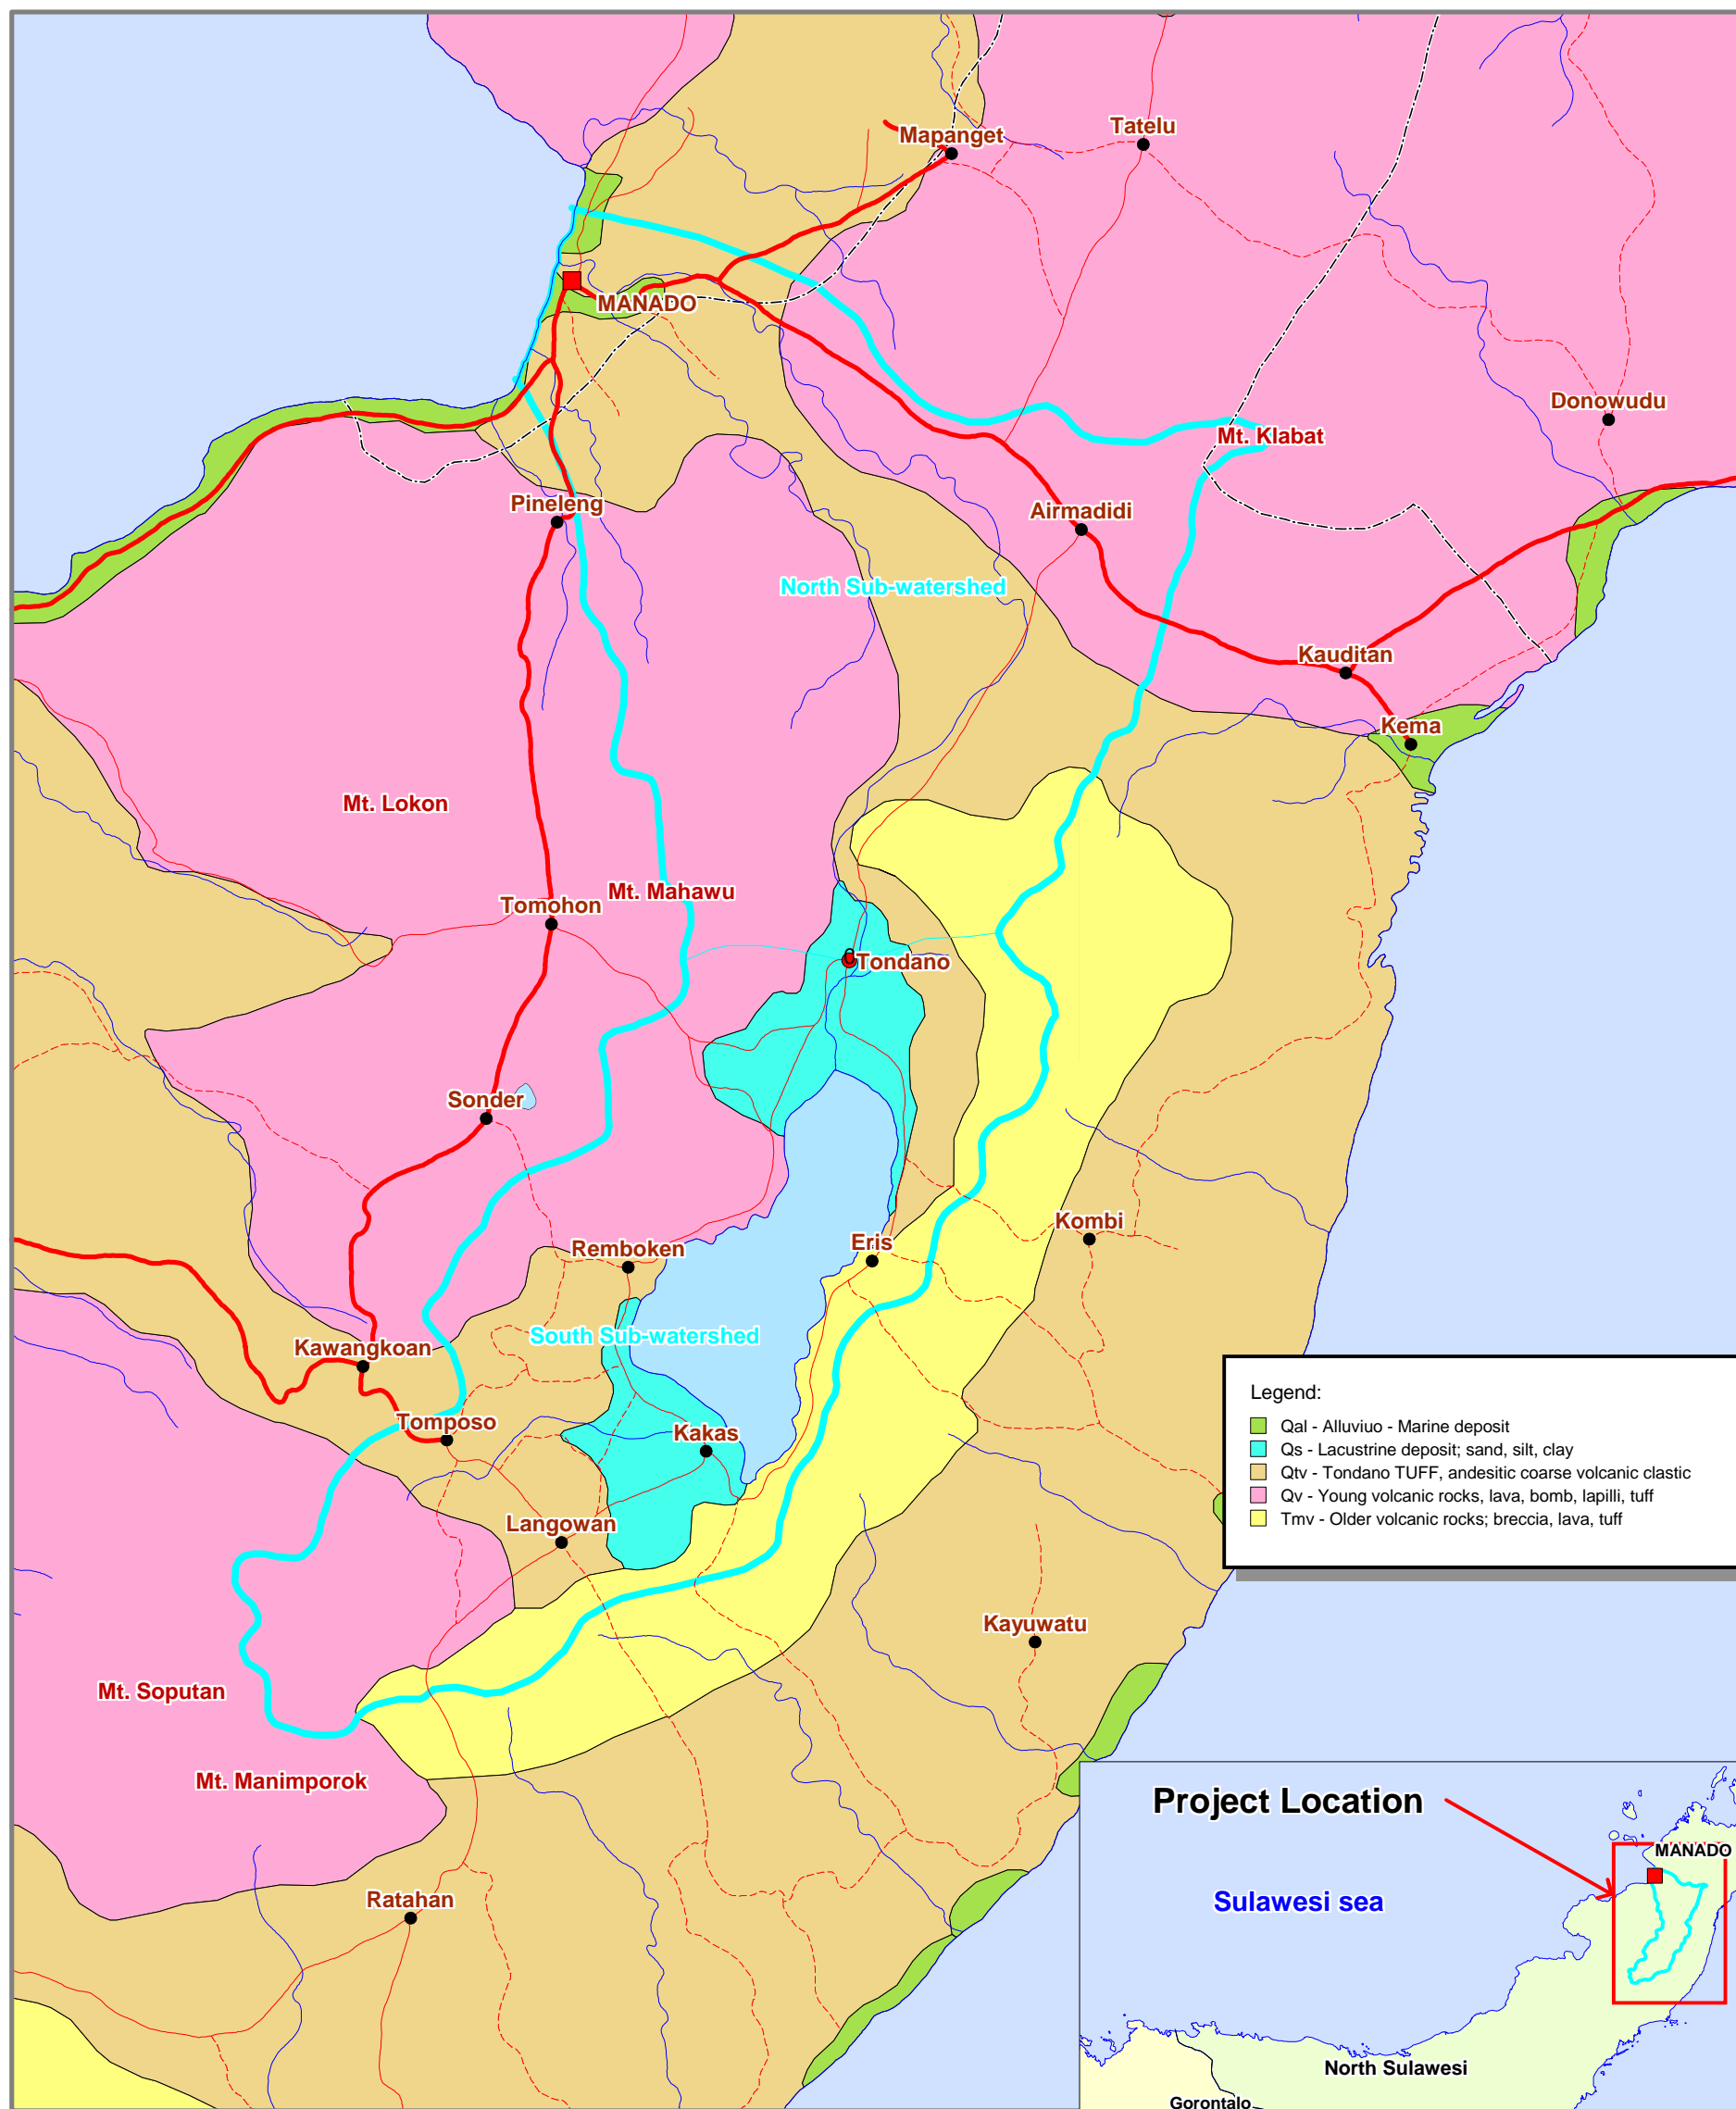 Mapanget
Tatelu
MANADO
Donowudu
Mt. Klabat
Pineleng
Airmadidi
North Sub-watershed
Kauditan
Kema
Mt. Lokon
Mt. Mahawu
Tomohon
Tondano
Sonder
Kombi
Eris
Remboken
South Sub-watershed
Kawangkoan
Tomposo
Kakas
Langowan
Kayuwatu
Mt. Soputan
Mt. Manimporok
Ratahan
Legend:
Qal - Alluviuo - Marine deposit
Qs - Lacustrine deposit; sand, silt, clay
Qtv - Tondano TUFF, andesitic coarse volcanic clastic
Qv - Young volcanic rocks, lava, bomb, lapilli, tuff
Tmv - Older volcanic rocks; breccia, lava, tuff
Project Location
MANADO
Sulawesi sea
North Sulawesi
Gorontalo